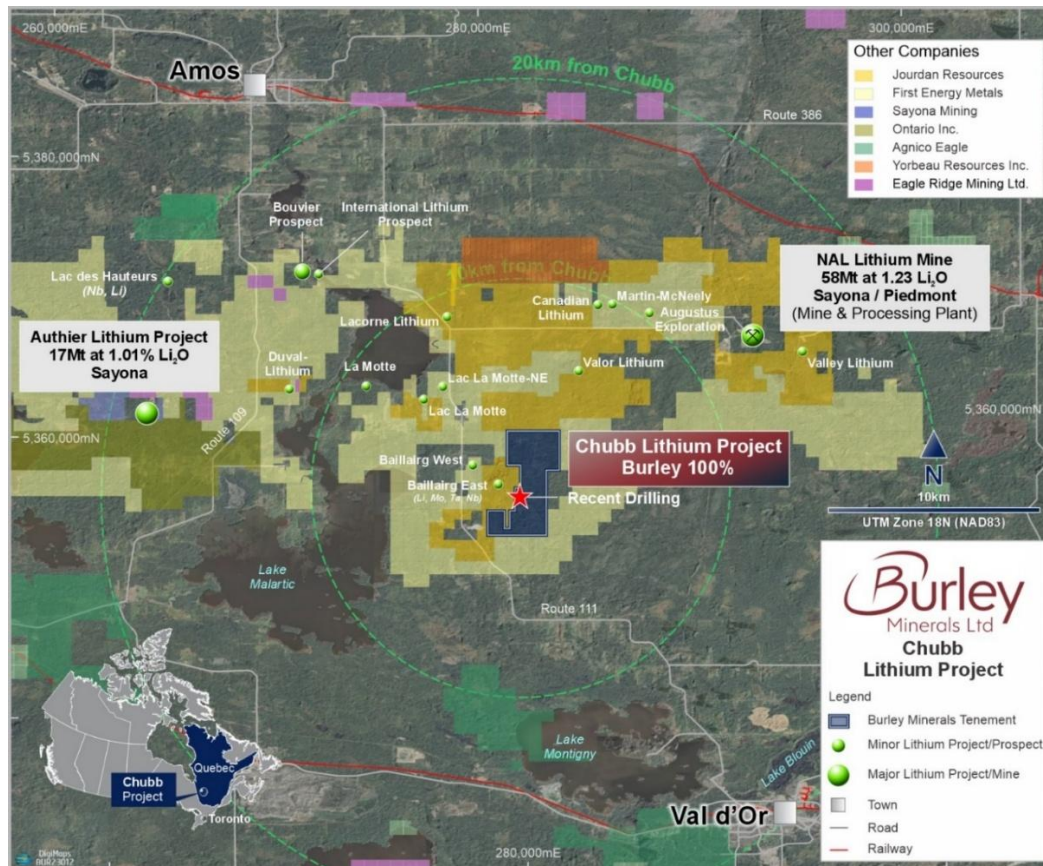 260,000mE
280,000mE
300,000mE
Amos
20km from Chubb
Route 386
Other Companies
Jourdan Resources
First Energy Metals
Sayona Mining
Ontario Inc.
Agnico Eagle
Yorbeau Resources Inc.
Eagle Ridge Mining Ltd.
5,380,000mN
5,380,000mN
Bouvier
Prospect
International Lithium
Prospect
Lac des Hauteurs
(Nb, Li)
10km from Chubb
NAL Lithium Mine
58Mt at 1.23 Li₂O
Sayona / Piedmont
(Mine & Processing Plant)
Canadian
Lithium
Martin-McNeely
Augustus
Exploration
Lacorne Lithium
Authier Lithium Project
17Mt at 1.01% Li₂O
Sayona
Duval-
Lithium
La Motte
Lac La Motte-NE
Valor Lithium
Valley Lithium
Lac La Motte
Route 109
5,360,000mN
5,360,000mN
Chubb Lithium Project
Burley 100%
Baillairg West
Baillairg East
(Li, Mo, Ta, Nb)
Recent Drilling
N
10km
UTM Zone 18N (NAD83)
Lake
Malartic
Route 111
Burley
Minerals Ltd
Chubb
Lithium Project
Legend
Burley Minerals Tenement
Minor Lithium Project/Prospect
Major Lithium Project/Mine
Town
Road
Railway
Quebec
Chubb
Project
Toronto
Lake
Montigny
Lake Blouin
Val d'Or
280,000mE
DigiMaps
BUR23012